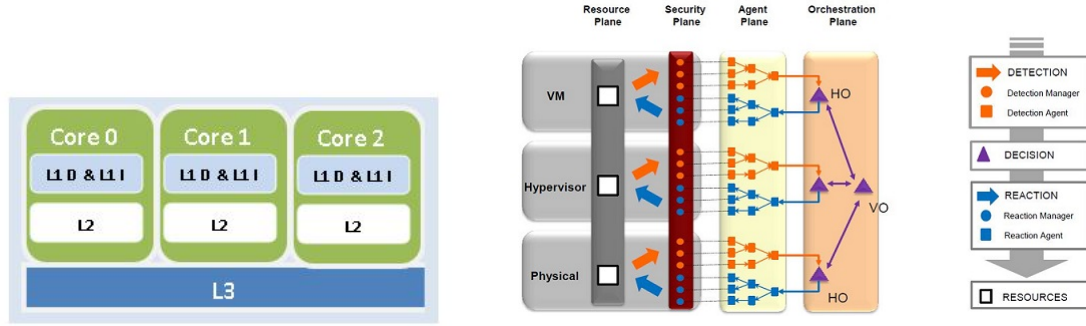 Core 0
Core 1
Core 2
L1 D & L1 I
L1 D & L1 I
L1 D & L1 I
L2
L2
L2
L3
Resource Plane
Security Plane
Agent Plane
Orchestration Plane
VM
HO
Hypervisor
VO
Physical
HO
DETECTION
Detection Manager
Detection Agent
DECISION
REACTION
Reaction Manager
Reaction Agent
RESOURCES